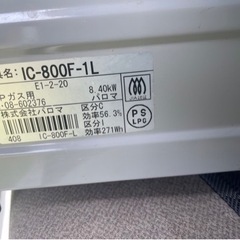 名: IC-800F-1L
E1-2-20
Pガス用 8.40kW
-08-602376 パロマ
株式会社パロマ 区分C
効率56.3%
408 IC-800F-L 区分I
効率271Wh
PS
LPG